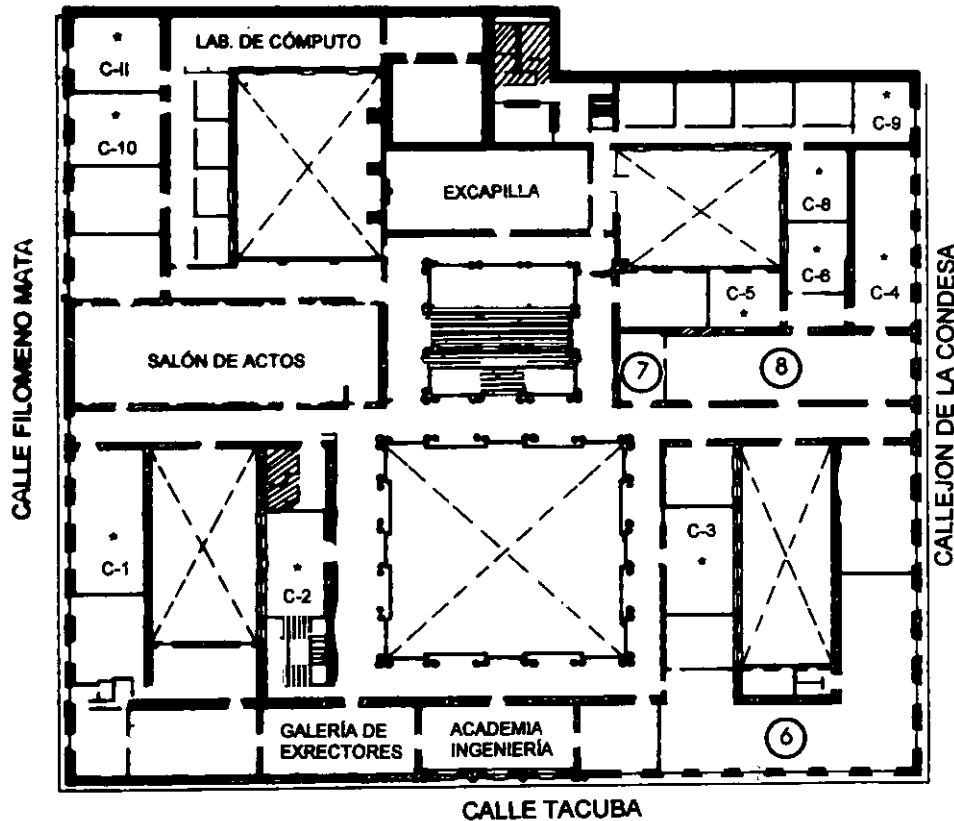 LAB. DE CÓMPUTO
*
C-II
*
C-10
*
C-9
EXCAPILLA
*
C-8
*
C-6
*
C-4
C-5
*
CALLE FILOMENO MATA
SALÓN DE ACTOS
7
8
CALLEJON DE LA CONDESA
*
C-1
*
C-2
C-3
*
GALERÍA DE
EXRECTORES
ACADEMIA
INGENIERÍA
6
CALLE TACUBA